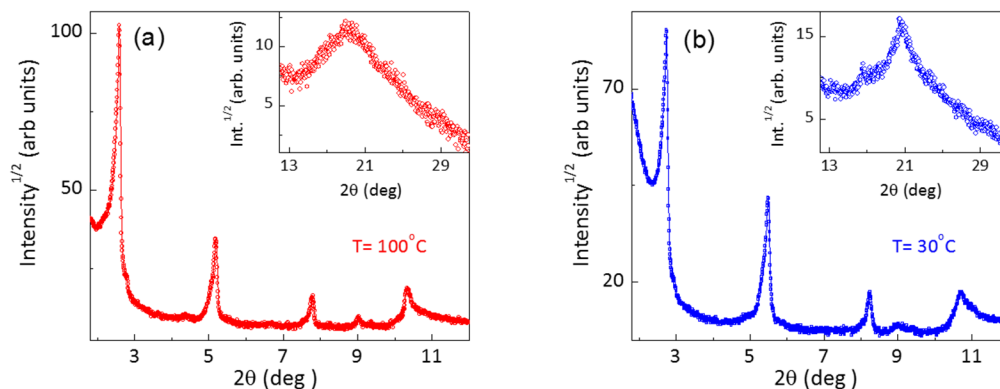 (a)
100
50
Intensity1/2 (arb units)
3 5 7 9 11
2θ (deg )
T= 100°C
Int. 1/2 (arb. units)
11
5
13 21 29
2θ (deg)
(b)
70
20
Intensity1/2 (arb units)
3 5 7 9 11
2θ (deg )
T= 30°C
Int. 1/2 (arb. units)
15
5
13 21 29
2θ (deg)